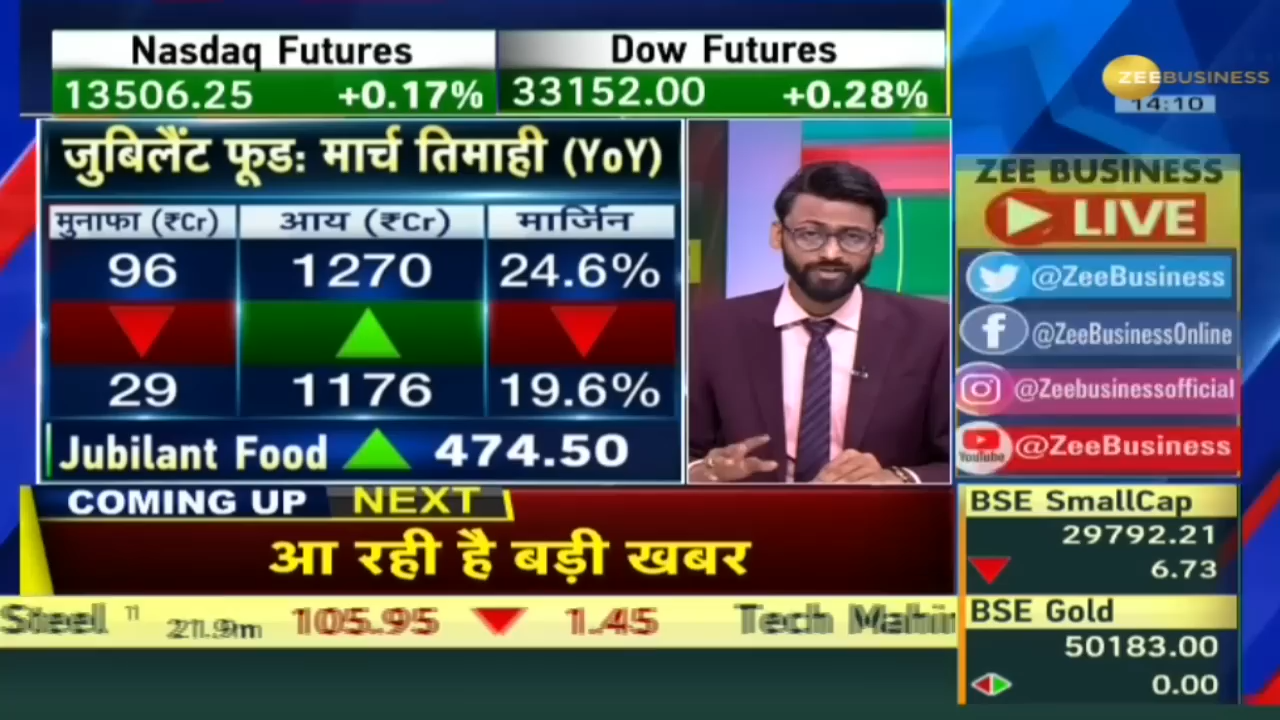 Nasdaq Futures
13506.25 +0.17%
Dow Futures
33152.00 +0.28%
ZEEBUSINESS
14:10
जुबिलैंट फूड: मार्च तिमाही (YoY)
मुनाफा (₹Cr) आय (₹Cr) मार्जिन
96 1270 24.6%
29 1176 19.6%
Jubilant Food 474.50
COMING UP NEXT
आ रही है बड़ी खबर
Steel 105.95 1.45 Tech Mahin
ZEE BUSINESS
LIVE
@ZeeBusiness
@ZeeBusinessOnline
@Zeebusinessofficial
YouTube @ZeeBusiness
BSE SmallCap
29792.21
6.73
BSE Gold
50183.00
0.00